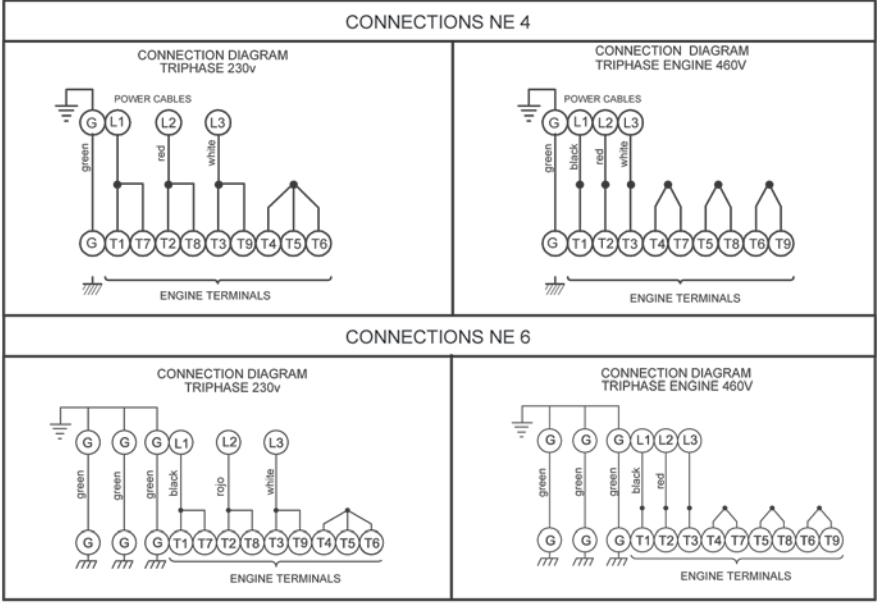 CONNECTIONS NE 4
CONNECTION DIAGRAM
TRIPHASE 230v
POWER CABLES
G L1 L2 L3
green
red
white
G T1 T7 T2 T8 T3 T9 T4 T5 T6
ENGINE TERMINALS
CONNECTION DIAGRAM
TRIPHASE ENGINE 460V
POWER CABLES
G L1 L2 L3
green
black
red
white
G T1 T2 T3 T4 T7 T5 T8 T6 T9
ENGINE TERMINALS
CONNECTIONS NE 6
CONNECTION DIAGRAM
TRIPHASE 230v
G G G L1 L2 L3
green
green
green
black
rojo
white
G G G T1 T7 T2 T8 T3 T9 T4 T5 T6
ENGINE TERMINALS
CONNECTION DIAGRAM
TRIPHASE ENGINE 460V
G G G L1 L2 L3
green
green
green
black
red
white
G G G T1 T2 T3 T4 T7 T5 T8 T6 T9
ENGINE TERMINALS